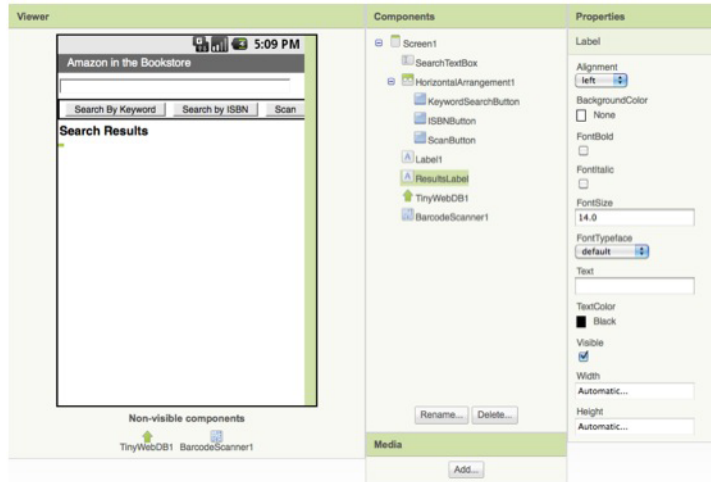 Viewer
5:09 PM
Amazon in the Bookstore
Search By Keyword Search by ISBN Scan
Search Results
Non-visible components
TinyWebDB1 BarcodeScanner1
Components
Screen1
SearchTextBox
HorizontalArrangement1
KeywordSearchButton
ISBNButton
ScanButton
Label1
ResultsLabel
TinyWebDB1
BarcodeScanner1
Rename... Delete...
Media
Add...
Properties
Label
Alignment
left
BackgroundColor
None
FontBold
FontItalic
FontSize
14.0
FontTypeface
default
Text
TextColor
Black
Visible
Width
Automatic...
Height
Automatic...